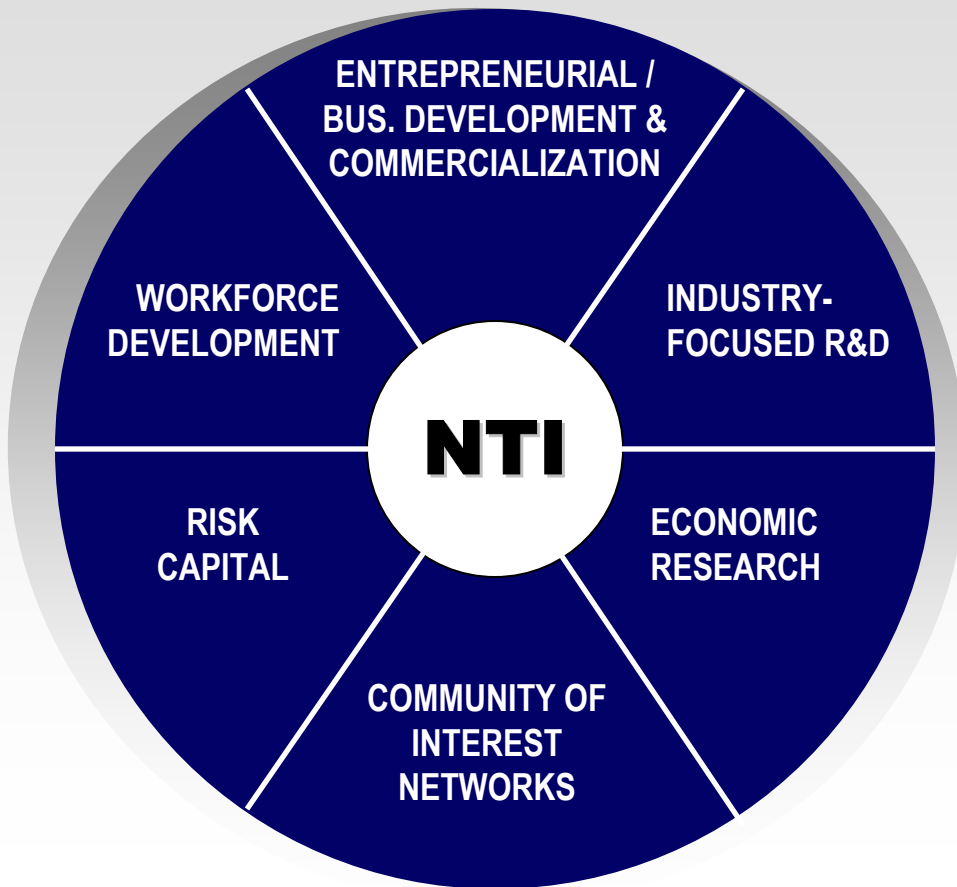 ENTREPRENEURIAL /
BUS. DEVELOPMENT &
COMMERCIALIZATION
WORKFORCE
DEVELOPMENT
INDUSTRY-
FOCUSED R&D
NTI
RISK
CAPITAL
ECONOMIC
RESEARCH
COMMUNITY OF
INTEREST
NETWORKS